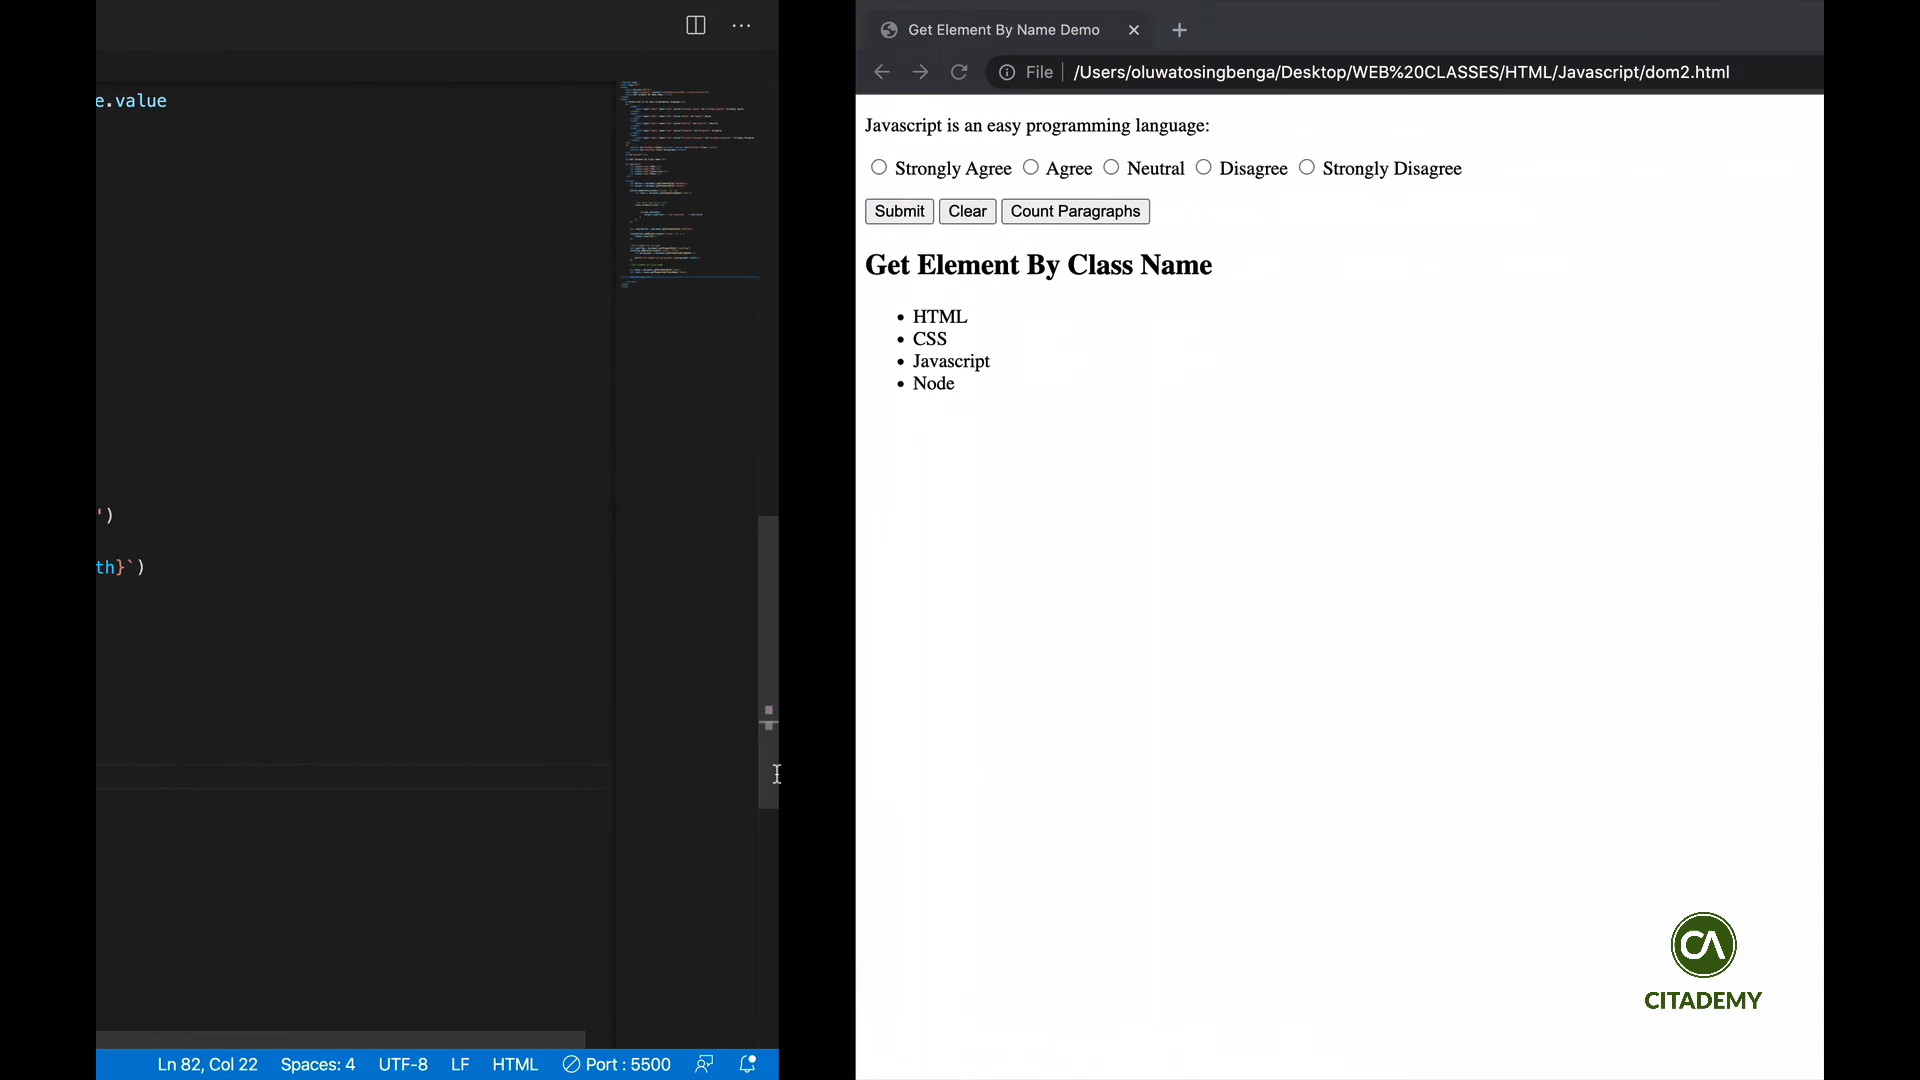 e.value
')
th}`)
Ln 82, Col 22 Spaces: 4 UTF-8 LF HTML Port : 5500
Get Element By Name Demo
File /Users/oluwatosingbenga/Desktop/WEB%20CLASSES/HTML/Javascript/dom2.html
Javascript is an easy programming language:
Strongly Agree Agree Neutral Disagree Strongly Disagree
Submit Clear Count Paragraphs
Get Element By Class Name
• HTML
• CSS
• Javascript
• Node
CA
CITADEMY